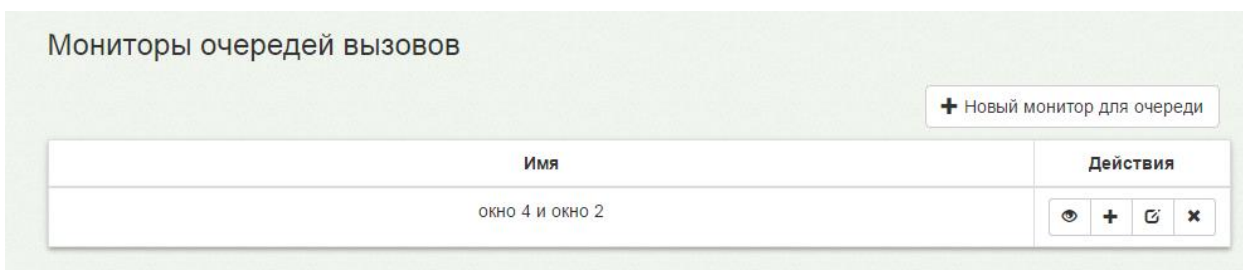 Мониторы очередей вызовов
Новый монитор для очереди
Имя Действия
окно 4 и окно 2